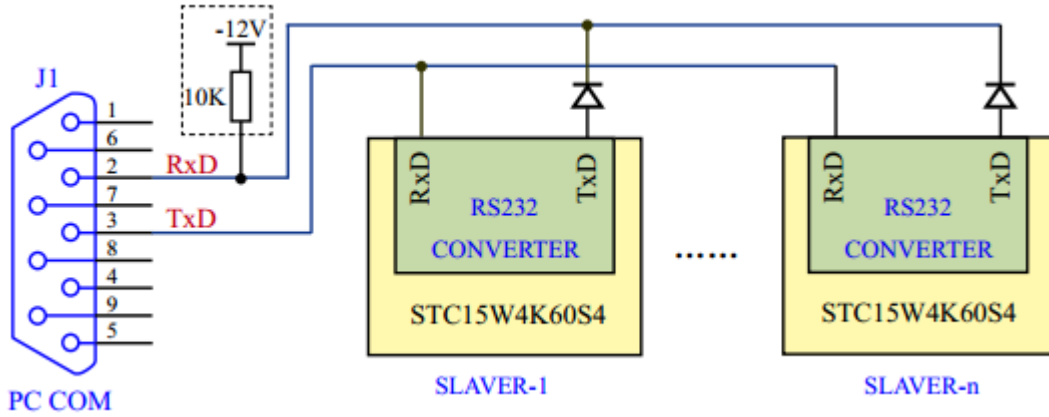 -12V
J1
10K
1
6
2
RxD
7
3
TxD
8
4
9
5
PC COM
RxD
TxD
RS232
CONVERTER
STC15W4K60S4
SLAVER-1
......
RxD
TxD
RS232
CONVERTER
STC15W4K60S4
SLAVER-n